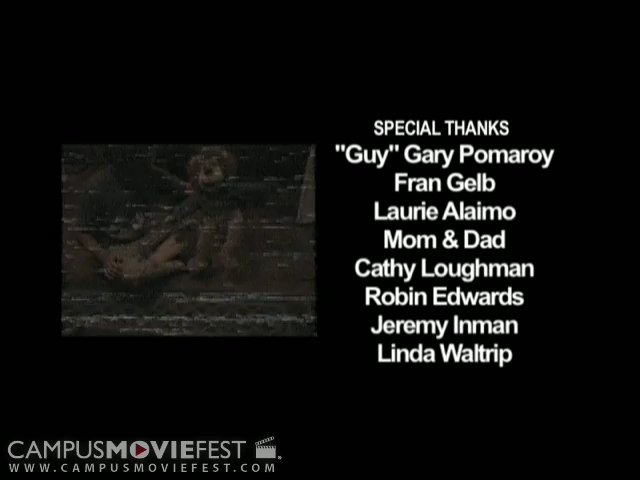 SPECIAL THANKS
"Guy" Gary Pomaroy
Fran Gelb
Laurie Alaimo
Mom & Dad
Cathy Loughman
Robin Edwards
Jeremy Inman
Linda Waltrip
CAMPUSMOVIEFEST
WWW.CAMPUSMOVIEFEST.COM